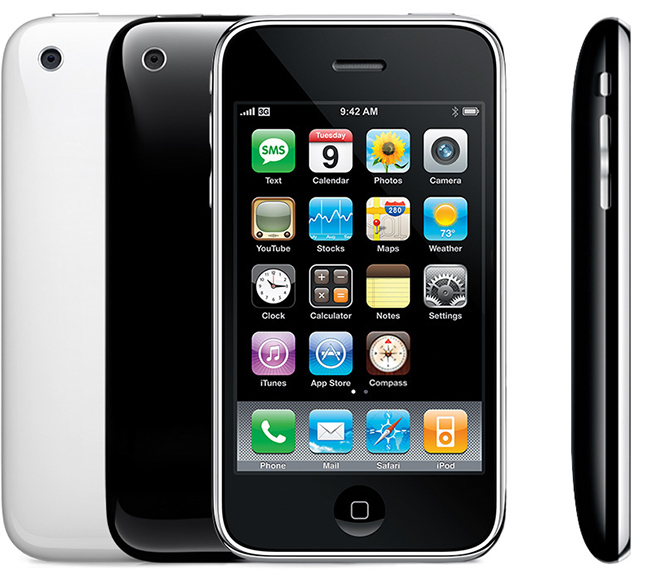 3G 9:42 AM
SMS Tuesday 9
Text Calendar Photos Camera
280 73°
YouTube Stocks Maps Weather
Clock Calculator Notes Settings
iTunes App Store Compass
Phone Mail Safari iPod